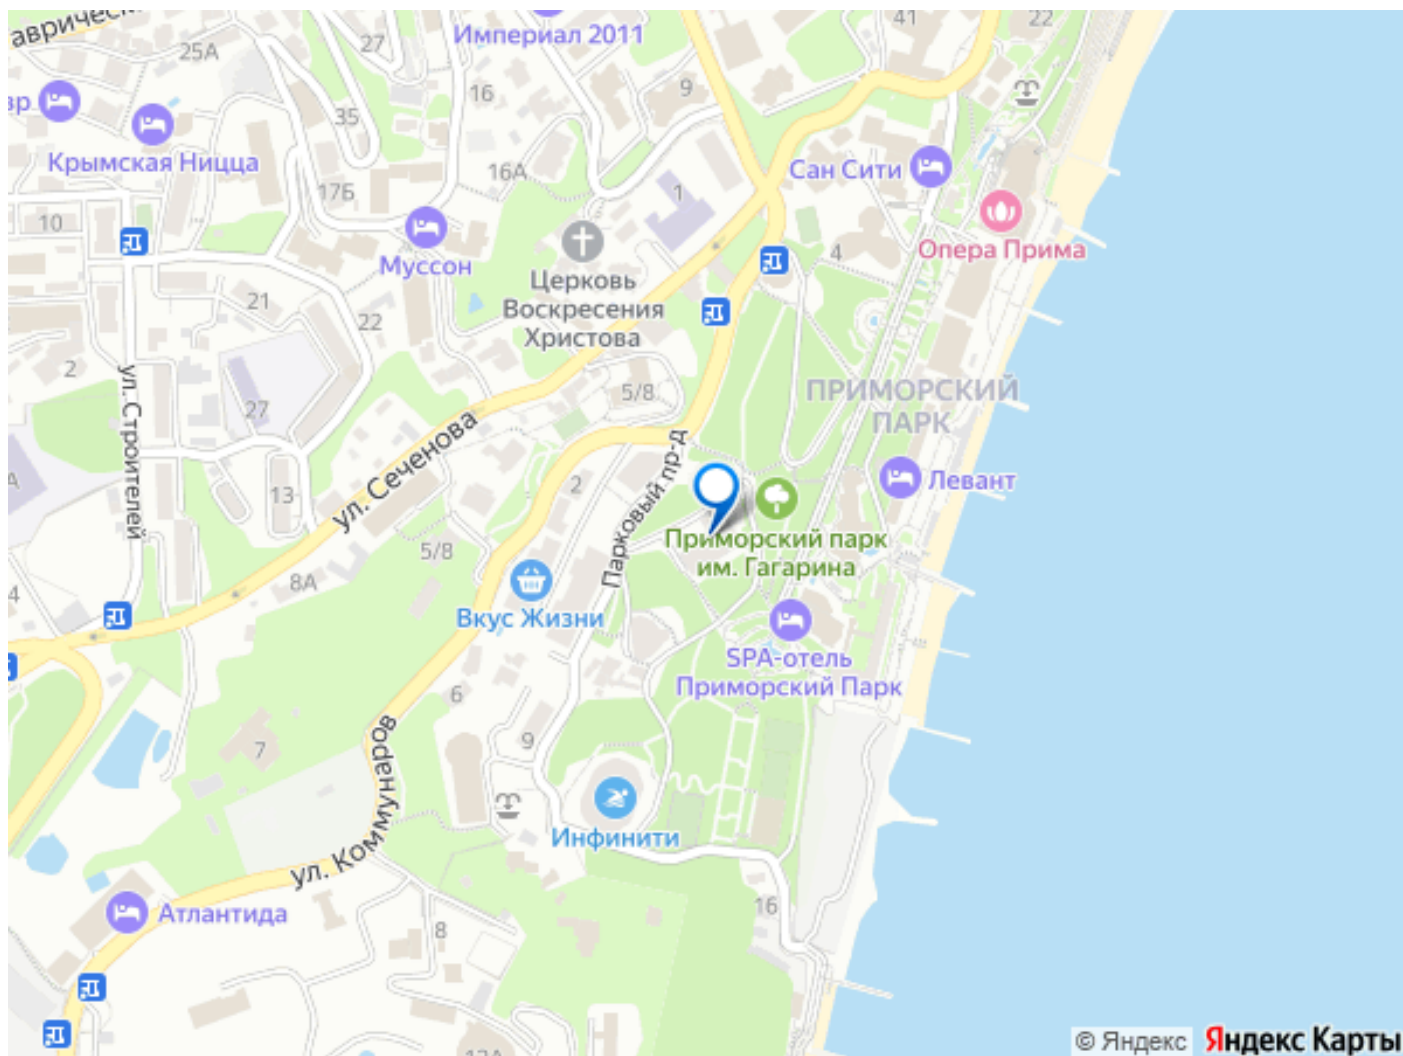 аврическ
25А
27
Империал 2011
41
22
16
9
35
Крымская Ницца
17Б
16А
1
Сан Сити
10
Муссон
Опера Прима
4
Церковь
Воскресения
Христова
21
22
2
27
5/8
ПРИМОРСКИЙ
ПАРК
ул. Строителей
ул. Сеченова
Парковый пр-д
13
2
Левант
Приморский парк
им. Гагарина
5/8
8А
4
Вкус Жизни
SPA-отель
Приморский Парк
6
7
9
ул. Коммунаров
Инфинити
16
Атлантида
8
© Яндекс
Яндекс Карты